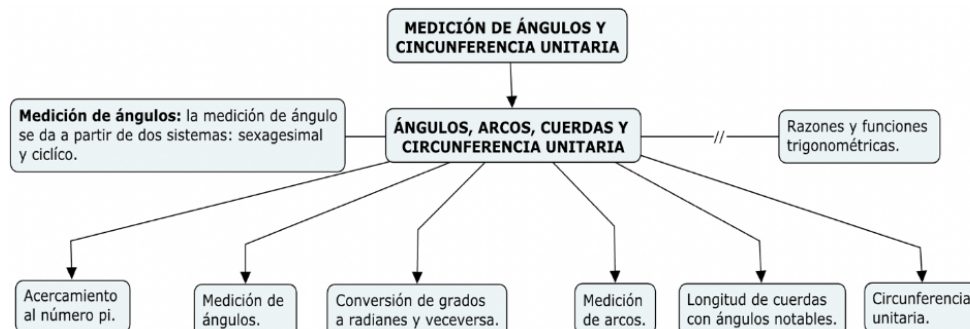 MEDICIÓN DE ÁNGULOS Y
CINCUNFERENCIA UNITARIA
Medición de ángulos: la medición de ángulo
se da a partir de dos sistemas: sexagesimal
y ciclíco.
ÁNGULOS, ARCOS, CUERDAS Y
CIRCUNFERENCIA UNITARIA
//
Razones y funciones
trigonométricas.
Acercamiento
al número pi.
Medición de
ángulos.
Conversión de grados
a radianes y veceversa.
Medición
de arcos.
Longitud de cuerdas
con ángulos notables.
Circunferencia
unitaria.